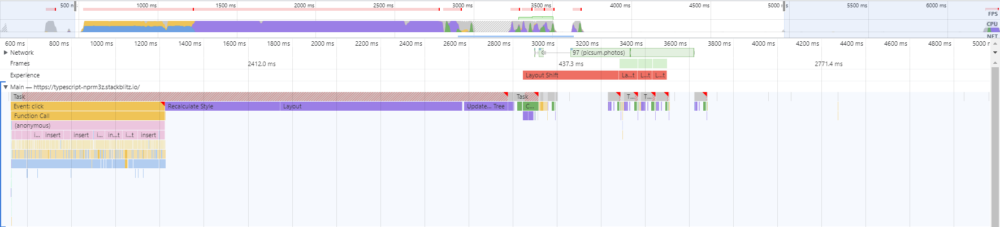 500 ms 1000 ms 1500 ms 2000 ms 2500 ms 3000 ms 3500 ms 4000 ms 4500 ms 5000 ms 5500 ms 6000 ms
FPS
CPU
NET
600 ms 800 ms 1000 ms 1200 ms 1400 ms 1600 ms 1800 ms 2000 ms 2200 ms 2400 ms 2600 ms 2800 ms 3000 ms 3200 ms 3400 ms 3600 ms 3800 ms 4000 ms 4200 ms 4400 ms 4600 ms 4800 ms 5000 m
Network 97 (picsum.photos)
Frames 2412.0 ms 437.3 ms 2771.4 ms
Experience Layout Shift La...t L...t L...t
Main — https://typescript-nprm3z.stackblitz.io/
Task Task T... T...
Event: click Recalculate Style Layout Update... Tree C...
Function Call
(anonymous)
i... insert insert i... in...t i...t insert